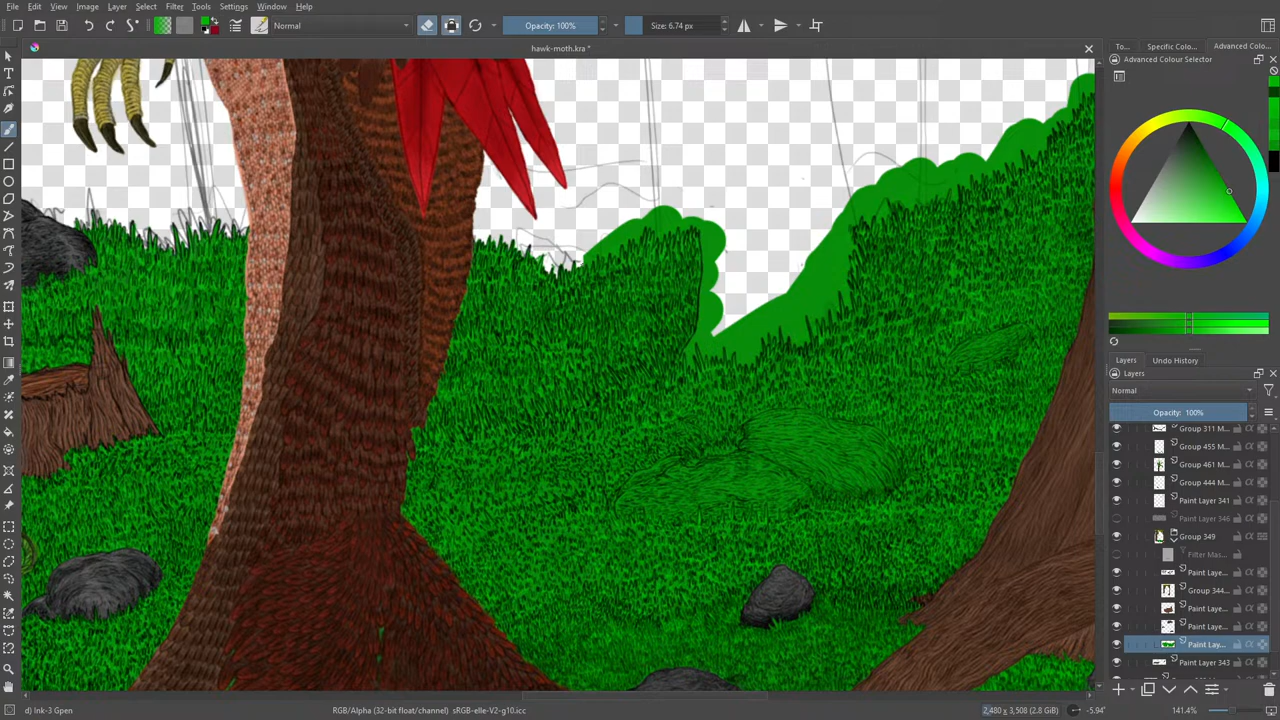 File Edit View Image Layer Select Filter Tools Settings Window Help
Normal Opacity: 100% Size: 6.74 px
hawk-moth.kra *
To... Specific Colo... Advanced Colo...
Advanced Colour Selector
Layers Undo History
Layers
Normal
Opacity: 100%
Group 311 M...
Group 455 M...
Group 461 M...
Group 444 M...
Paint Layer 341
Paint Layer 346
Group 349
Filter Mas...
Paint Laye...
Group 344...
Paint Laye...
Paint Laye...
Paint Lay...
Paint Layer 343
d) Ink-3 Gpen RGB/Alpha (32-bit float/channel) sRGB-elle-V2-g10.icc 2,480 x 3,508 (2.8 GiB) -5.94° 141.4%